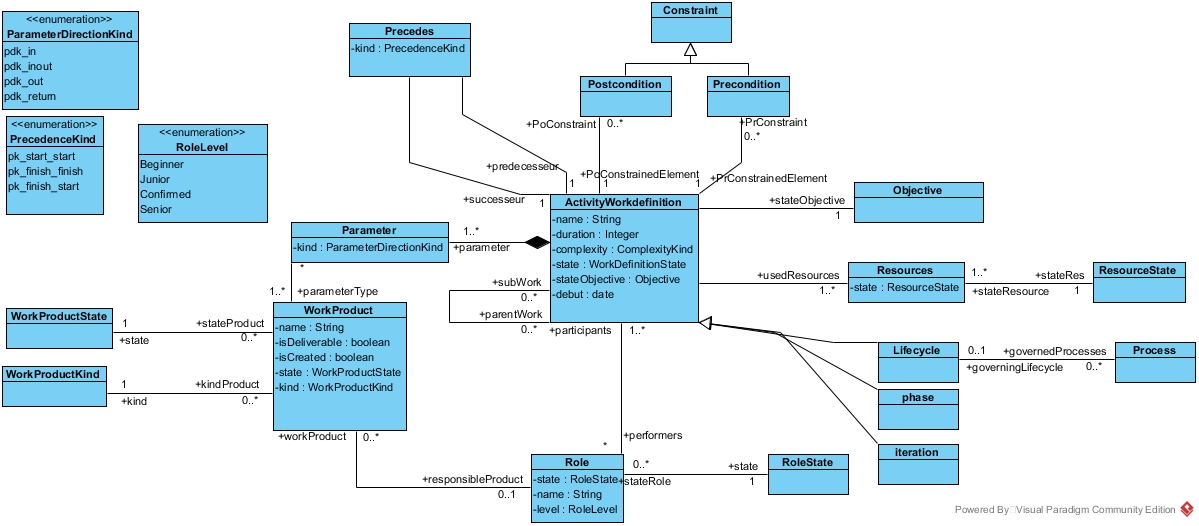 <<enumeration>>
ParameterDirectionKind
pdk_in
pdk_inout
pdk_out
pdk_return
<<enumeration>>
PrecedenceKind
pk_start_start
pk_finish_finish
pk_finish_start
<<enumeration>>
RoleLevel
Beginner
Junior
Confirmed
Senior
Precedes
-kind : PrecedenceKind
Constraint
Postcondition
Precondition
+PoConstraint
0..*
+PrConstraint
0..*
+predecesseur
1
+PoConstrainedElement
1
+PrConstrainedElement
1
+successeur
1
ActivityWorkdefinition
-name : String
-duration : Integer
-complexity : ComplexityKind
-state : WorkDefinitionState
-stateObjective : Objective
-debut : date
Objective
+stateObjective
1
Parameter
-kind : ParameterDirectionKind
1..*
+parameter
*
1..*
+parameterType
+subWork
0..*
+parentWork
0..*
+usedResources
1..*
Resources
-state : ResourceState
1..*
+stateRes
+stateResource
1
ResourceState
WorkProductState
1
+stateProduct
+state
0..*
WorkProductKind
1
+kindProduct
+kind
0..*
WorkProduct
-name : String
-isDeliverable : boolean
-isCreated : boolean
-state : WorkProductState
-kind : WorkProductKind
+workProduct
0..*
+participants
1..*
Lifecycle
0..1
+governedProcesses
+governingLifecycle
0..*
Process
phase
iteration
+performers
*
+responsibleProduct
0..1
Role
-state : RoleState
-name : String
-level : RoleLevel
0..*
+state
+stateRole
1
RoleState
Powered By Visual Paradigm Community Edition